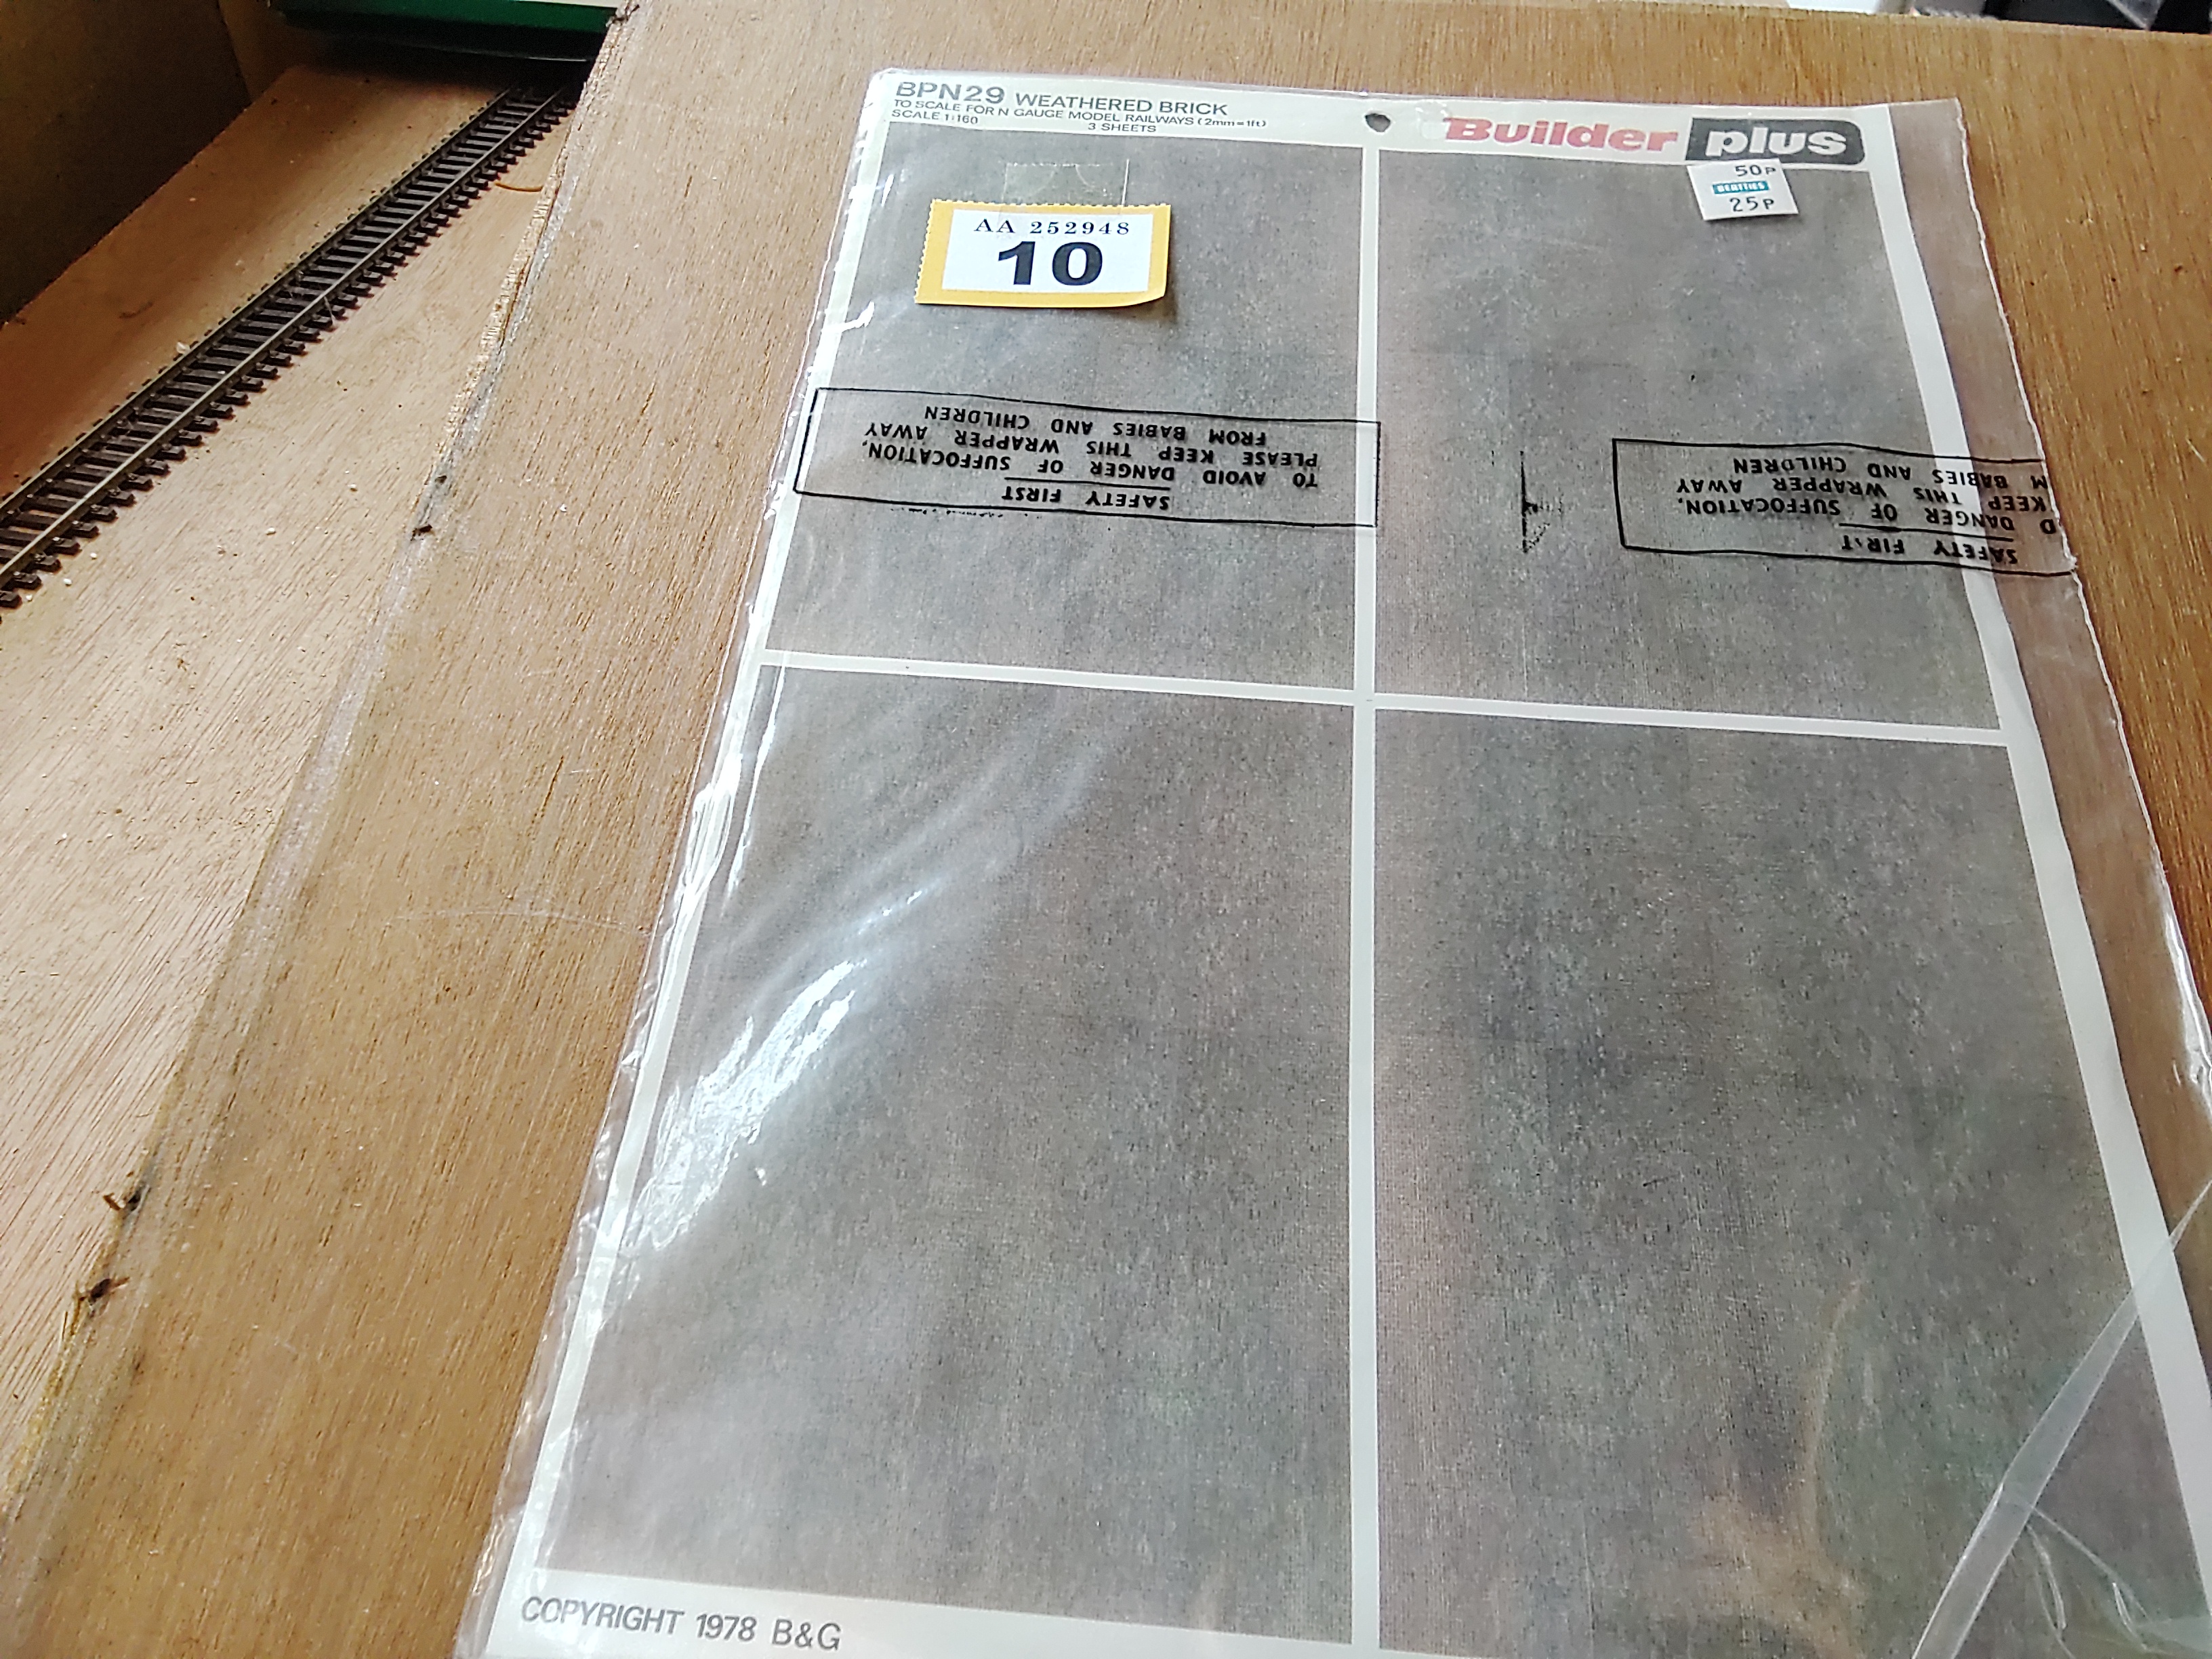 BPN29 WEATHERED BRICK
TO SCALE FOR N GAUGE MODEL RAILWAYS (2mm=1ft)
SCALE 1:160
3 SHEETS
Builder plus
50P
BEATTIES
25P
AA 252948
10
SAFETY FIRST
TO AVOID DANGER OF SUFFOCATION,
PLEASE KEEP THIS WRAPPER AWAY
FROM BABIES AND CHILDREN
SAFETY FIRST
D DANGER OF SUFFOCATION,
KEEP THIS WRAPPER AWAY
M BABIES AND CHILDREN
COPYRIGHT 1978 B&G